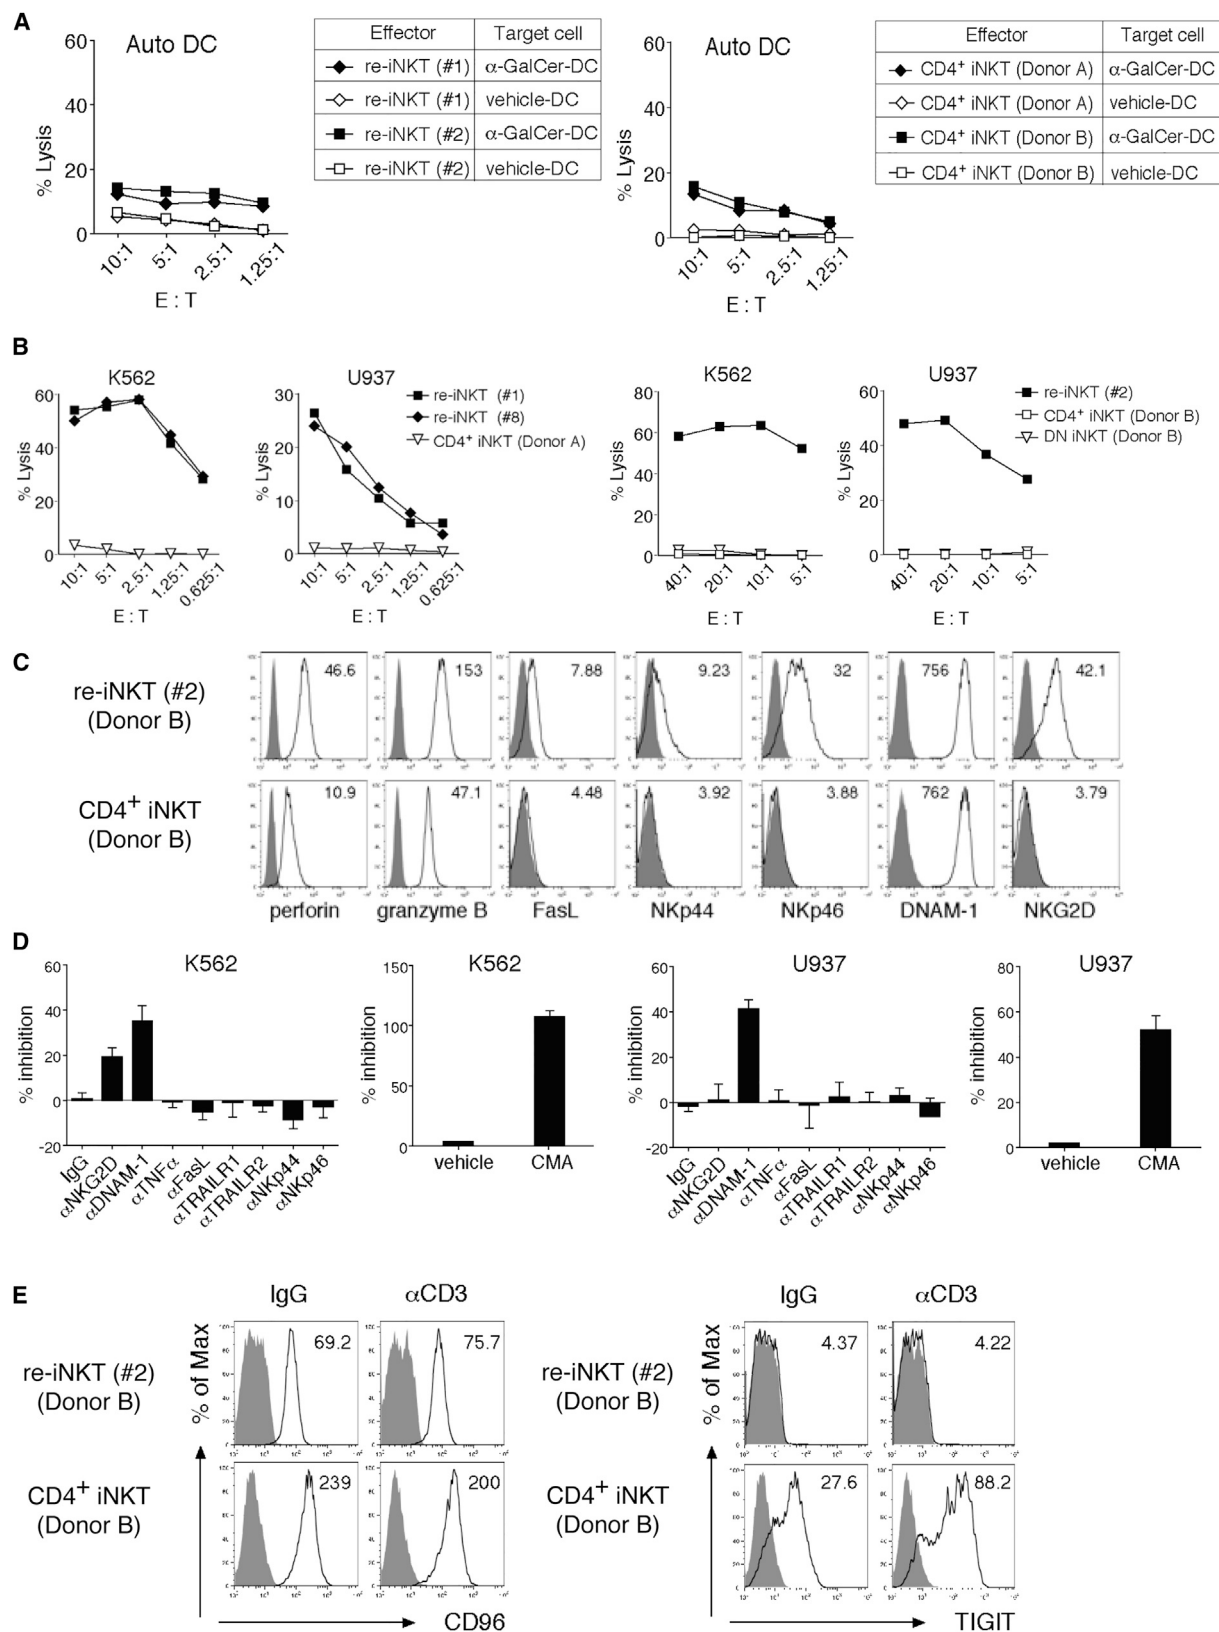 A
Auto DC
% Lysis
60
40
20
0
10:1
5:1
2.5:1
1.25:1
E : T
Effector Target cell
re-iNKT (#1) α-GalCer-DC
re-iNKT (#1) vehicle-DC
re-iNKT (#2) α-GalCer-DC
re-iNKT (#2) vehicle-DC
Auto DC
% Lysis
60
40
20
0
10:1
5:1
2.5:1
1.25:1
E : T
Effector Target cell
CD4+ iNKT (Donor A) α-GalCer-DC
CD4+ iNKT (Donor A) vehicle-DC
CD4+ iNKT (Donor B) α-GalCer-DC
CD4+ iNKT (Donor B) vehicle-DC
B
K562
% Lysis
60
40
20
0
10:1
5:1
2.5:1
1.25:1
0.625:1
E : T
U937
% Lysis
30
20
10
0
10:1
5:1
2.5:1
1.25:1
0.625:1
E : T
re-iNKT (#1)
re-iNKT (#8)
CD4+ iNKT (Donor A)
K562
% Lysis
80
60
40
20
0
40:1
20:1
10:1
5:1
E : T
U937
% Lysis
60
40
20
0
40:1
20:1
10:1
5:1
E : T
re-iNKT (#2)
CD4+ iNKT (Donor B)
DN iNKT (Donor B)
C
re-iNKT (#2)
(Donor B)
46.6 153 7.88 9.23 32 756 42.1
CD4+ iNKT
(Donor B)
10.9 47.1 4.48 3.92 3.88 762 3.79
perforin granzyme B FasL NKp44 NKp46 DNAM-1 NKG2D
D
K562
% inhibition
60
40
20
0
-20
IgG
αNKG2D
αDNAM-1
αTNFα
αFasL
αTRAILR1
αTRAILR2
αNKp44
αNKp46
K562
% inhibition
150
100
50
0
vehicle CMA
U937
% inhibition
60
40
20
0
-20
IgG
αNKG2D
αDNAM-1
αTNFα
αFasL
αTRAILR1
αTRAILR2
αNKp44
αNKp46
U937
% inhibition
80
60
40
20
0
vehicle CMA
E
IgG αCD3
% of Max
re-iNKT (#2)
(Donor B)
69.2 75.7
CD4+ iNKT
(Donor B)
239 200
CD96
IgG αCD3
% of Max
re-iNKT (#2)
(Donor B)
4.37 4.22
CD4+ iNKT
(Donor B)
27.6 88.2
TIGIT